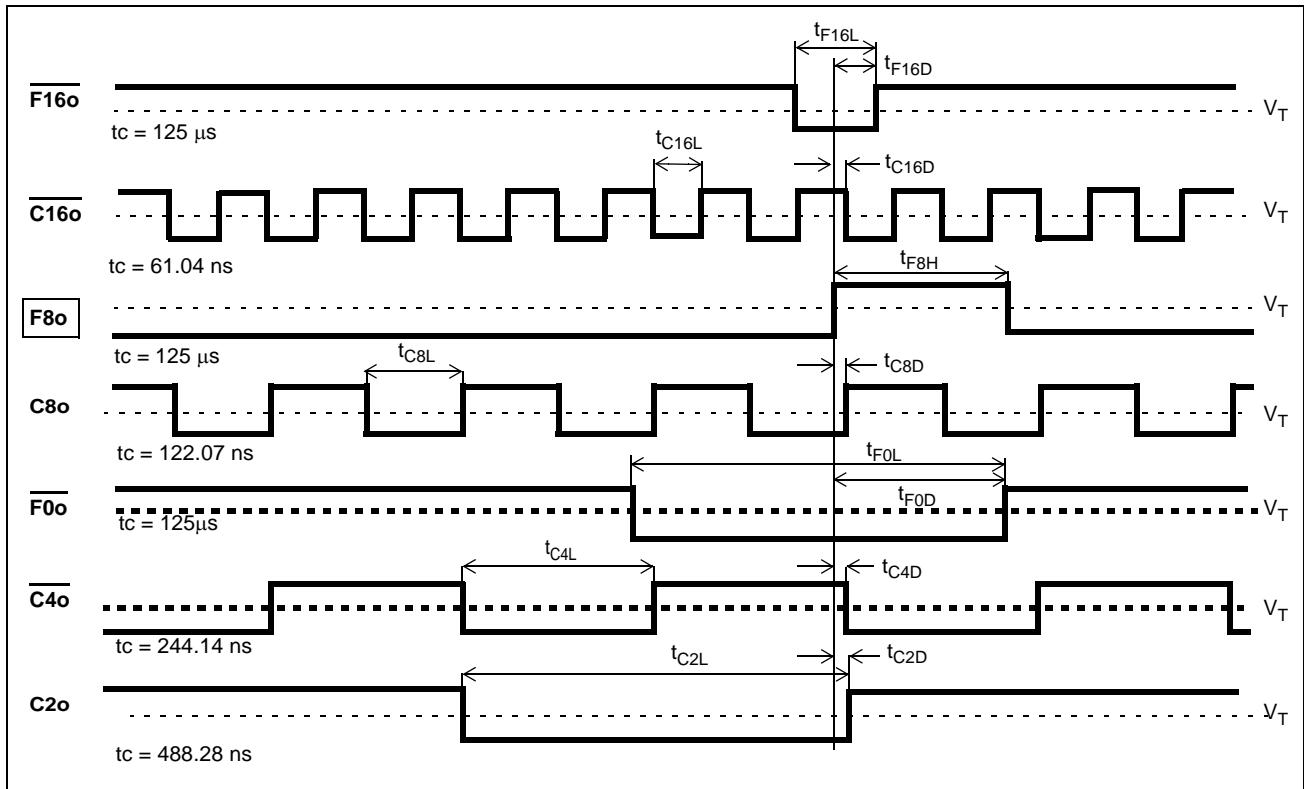 tF16L
tF16D
F16o
VT
tc = 125 μs
tC16L
tC16D
C16o
VT
tc = 61.04 ns
tF8H
F8o
VT
tc = 125 μs
tC8L
tC8D
C8o
VT
tc = 122.07 ns
tF0L
tF0D
F0o
VT
tc = 125μs
tC4L
tC4D
C4o
VT
tc = 244.14 ns
tC2L
tC2D
C2o
VT
tc = 488.28 ns